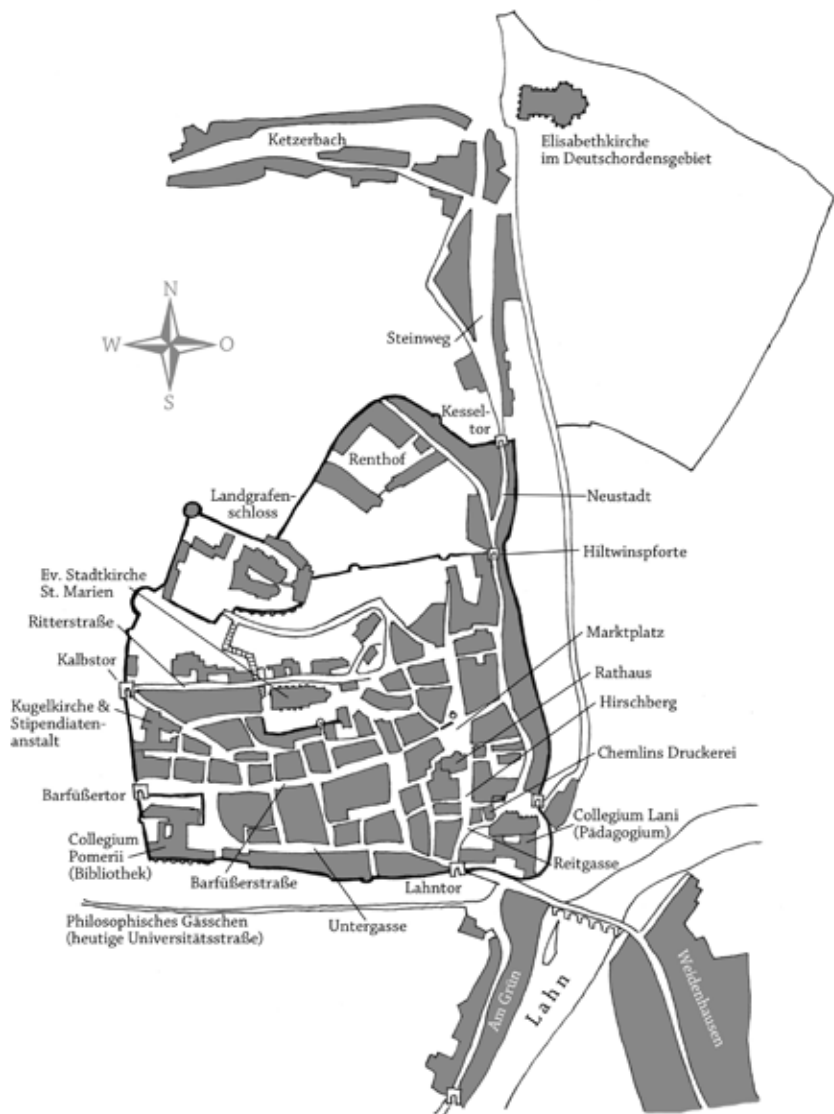 Ketzerbach
Elisabethkirche
im Deutschordensgebiet
N
W
O
S
Steinweg
Kessel-
tor
Renthof
Neustadt
Landgrafen-
schloss
Hiltwinspforte
Ev. Stadtkirche
St. Marien
Ritterstraße
Marktplatz
Kalbstor
Rathaus
Kugelkirche &
Stipendiaten-
anstalt
Hirschberg
Chemlins Druckerei
Barfüßertor
Collegium Lani
(Pädagogium)
Collegium
Pomerii
(Bibliothek)
Reitgasse
Barfüßerstraße
Lahntor
Philosophisches Gässchen
(heutige Universitätsstraße)
Untergasse
Am Grün
Lahn
Weidenhausen